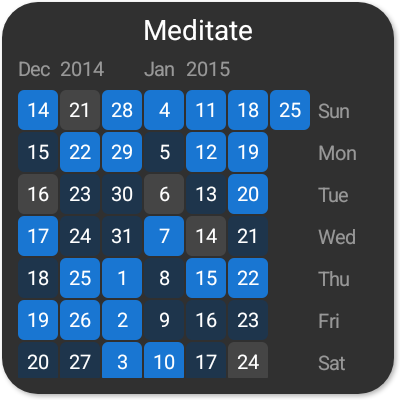 Meditate
Dec 2014 Jan 2015
14 21 28 4 11 18 25 Sun
15 22 29 5 12 19 Mon
16 23 30 6 13 20 Tue
17 24 31 7 14 21 Wed
18 25 1 8 15 22 Thu
19 26 2 9 16 23 Fri
20 27 3 10 17 24 Sat